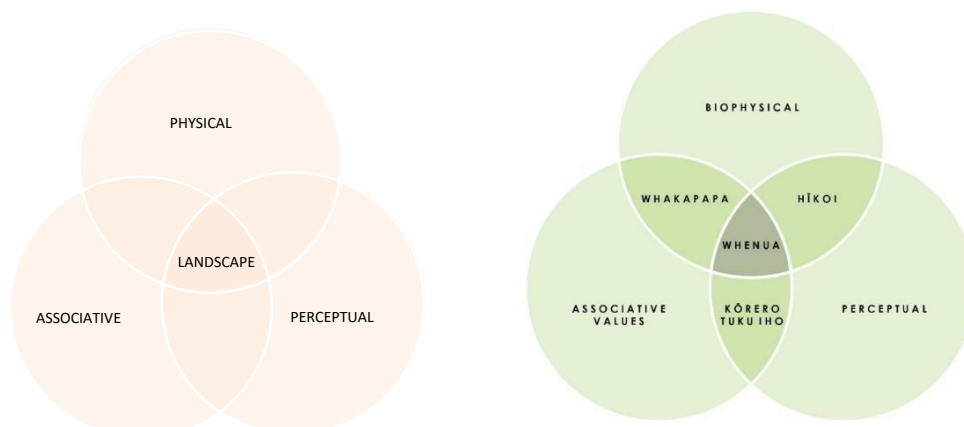 PHYSICAL
LANDSCAPE
ASSOCIATIVE
PERCEPTUAL
BIOPHYSICAL
WHAKAPAPA
HĪKOI
WHENUA
ASSOCIATIVE
VALUES
KŌRERO
TUKU IHO
PERCEPTUAL